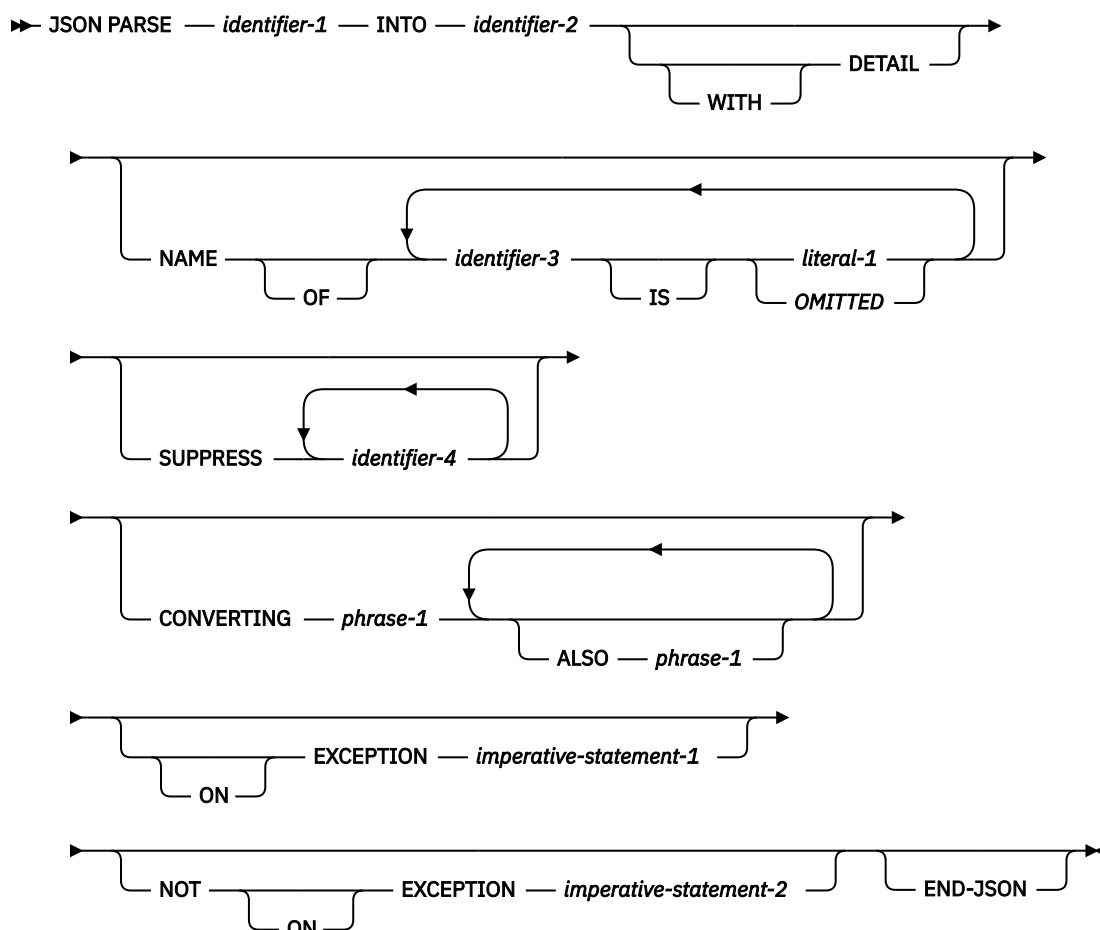 JSON PARSE identifier-1 INTO identifier-2
DETAIL
WITH
NAME identifier-3 literal-1
OF IS OMITTED
SUPPRESS identifier-4
CONVERTING phrase-1
ALSO phrase-1
EXCEPTION imperative-statement-1
ON
NOT EXCEPTION imperative-statement-2 END-JSON
ON